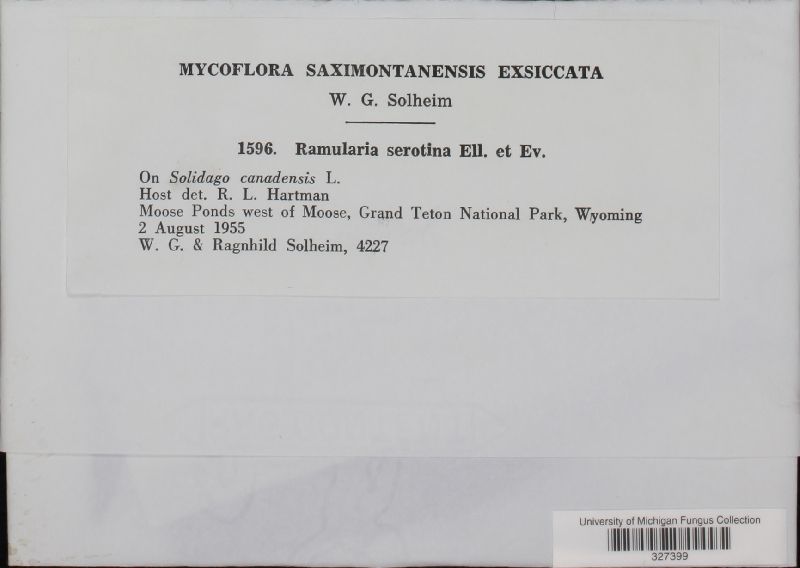 MYCOFLORA SAXIMONTANENSIS EXSICCATA
W. G. Solheim
1596. Ramularia serotina Ell. et Ev.
On Solidago canadensis L.
Host det. R. L. Hartman
Moose Ponds west of Moose, Grand Teton National Park, Wyoming
2 August 1955
W. G. & Ragnhild Solheim, 4227
University of Michigan Fungus Collection
327399